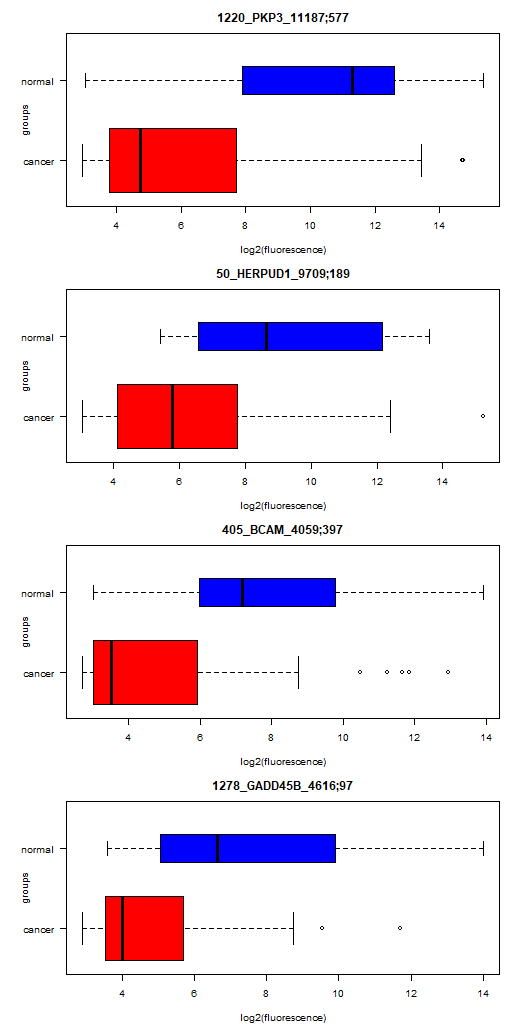 1220_PKP3_11187;577
normal
groups
cancer
4 6 8 10 12 14
log2(fluorescence)
50_HERPUD1_9709;189
normal
groups
cancer
4 6 8 10 12 14
log2(fluorescence)
405_BCAM_4059;397
normal
groups
cancer
4 6 8 10 12 14
log2(fluorescence)
1278_GADD45B_4616;97
normal
groups
cancer
4 6 8 10 12 14
log2(fluorescence)